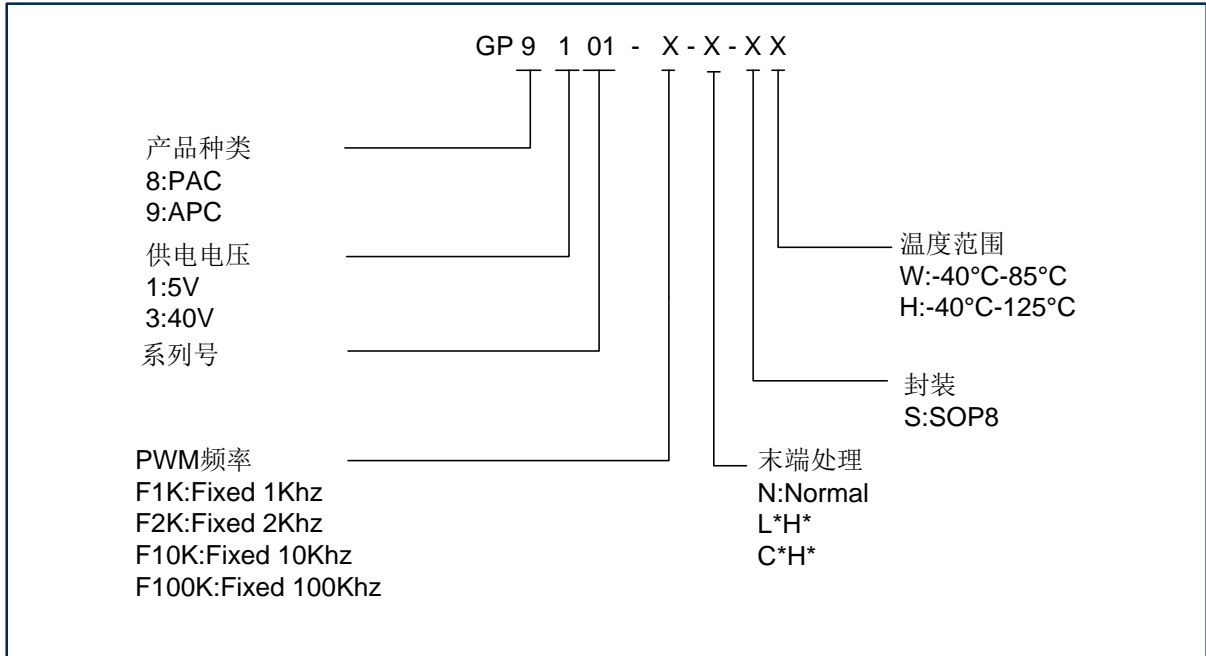 GP 9 1 01 - X - X - X X
产品种类
8:PAC
9:APC
供电电压
1:5V
3:40V
系列号
PWM频率
F1K:Fixed 1Khz
F2K:Fixed 2Khz
F10K:Fixed 10Khz
F100K:Fixed 100Khz
温度范围
W:-40°C-85°C
H:-40°C-125°C
封装
S:SOP8
末端处理
N:Normal
L*H*
C*H*